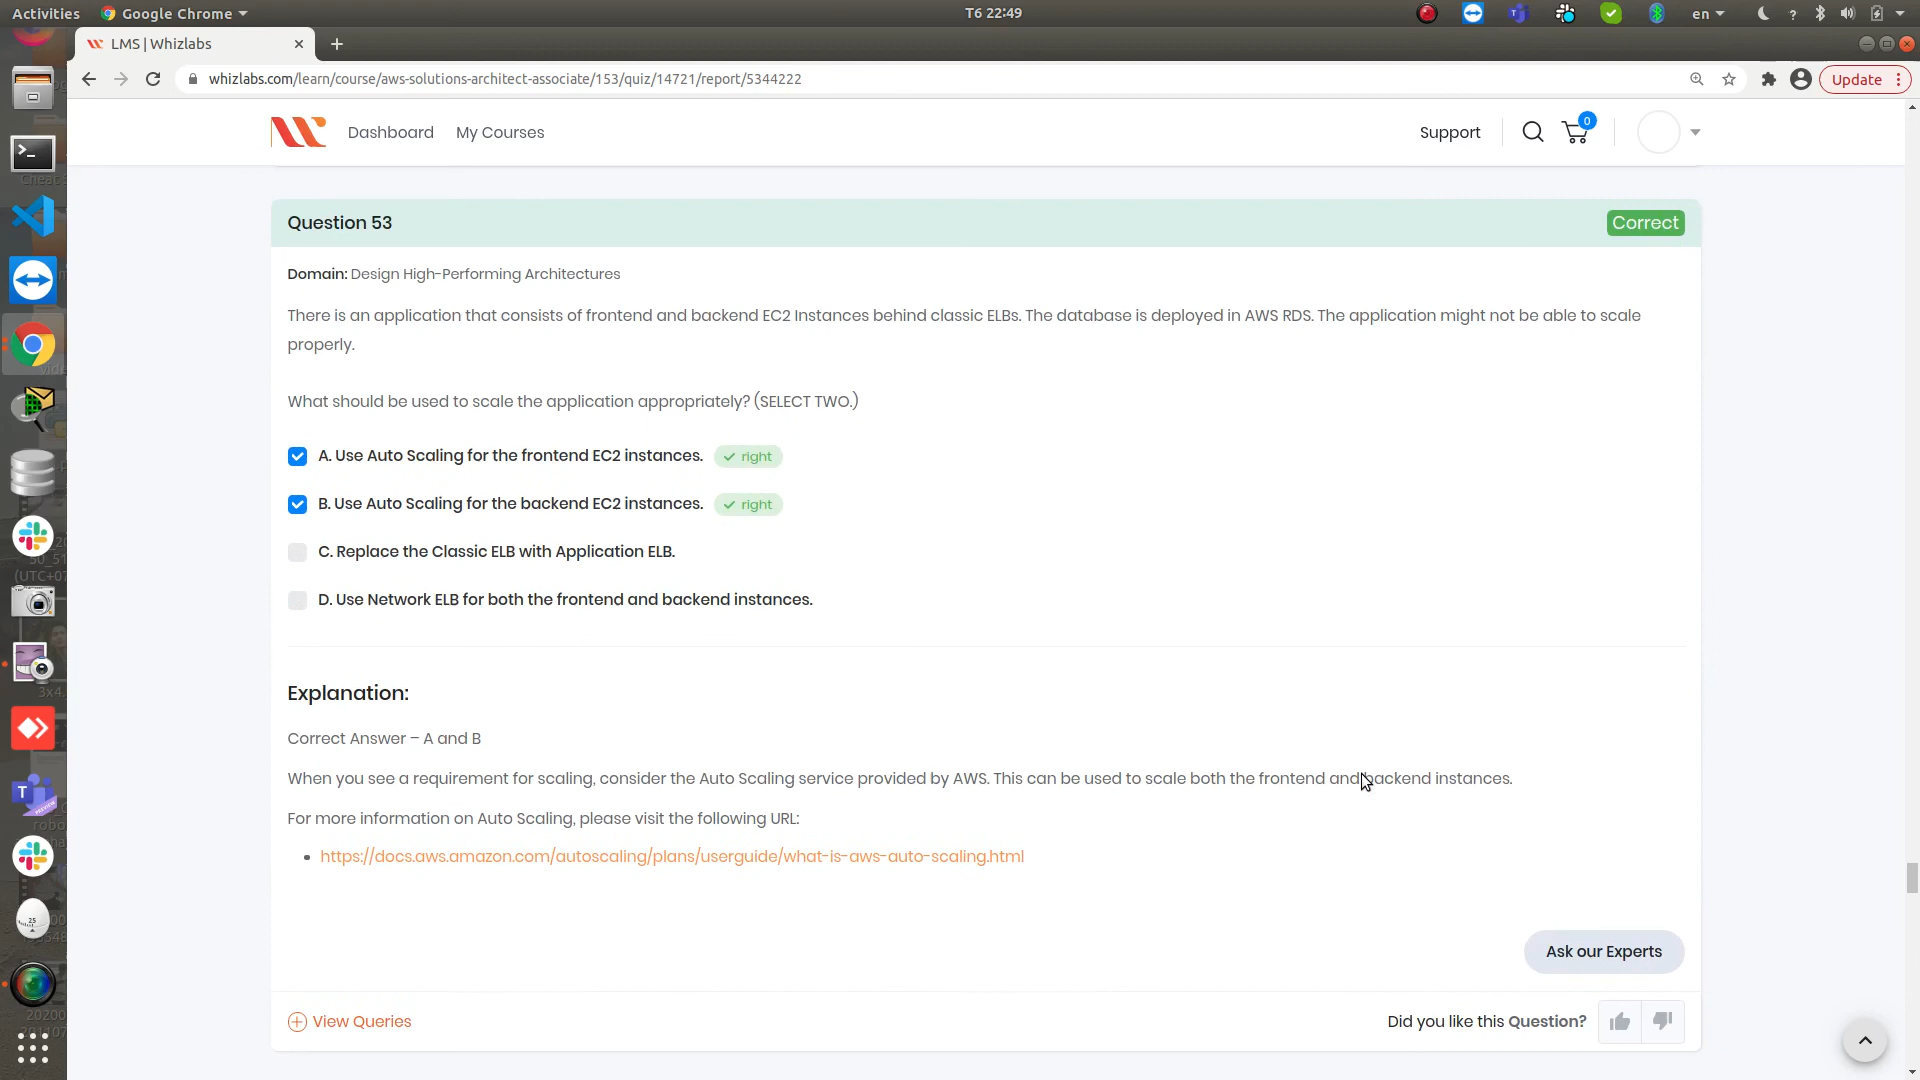 Activities Google Chrome T6 22:49 en
LMS | Whizlabs
whizlabs.com/learn/course/aws-solutions-architect-associate/153/quiz/14721/report/5344222 Update
Dashboard My Courses Support 0
Question 53 Correct
Domain: Design High-Performing Architectures
There is an application that consists of frontend and backend EC2 Instances behind classic ELBs. The database is deployed in AWS RDS. The application might not be able to scale
properly.
What should be used to scale the application appropriately? (SELECT TWO.)
A. Use Auto Scaling for the frontend EC2 instances. right
B. Use Auto Scaling for the backend EC2 instances. right
C. Replace the Classic ELB with Application ELB.
D. Use Network ELB for both the frontend and backend instances.
Explanation:
Correct Answer – A and B
When you see a requirement for scaling, consider the Auto Scaling service provided by AWS. This can be used to scale both the frontend and backend instances.
For more information on Auto Scaling, please visit the following URL:
https://docs.aws.amazon.com/autoscaling/plans/userguide/what-is-aws-auto-scaling.html
Ask our Experts
View Queries Did you like this Question?